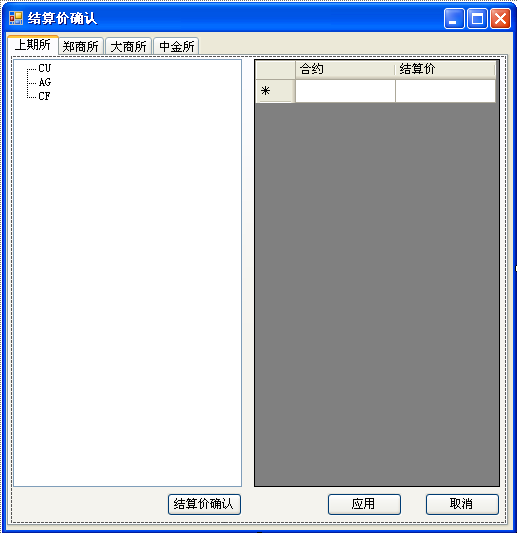 结算价确认
上期所 郑商所 大商所 中金所
CU
AG
CF
合约 结算价
结算价确认 应用 取消